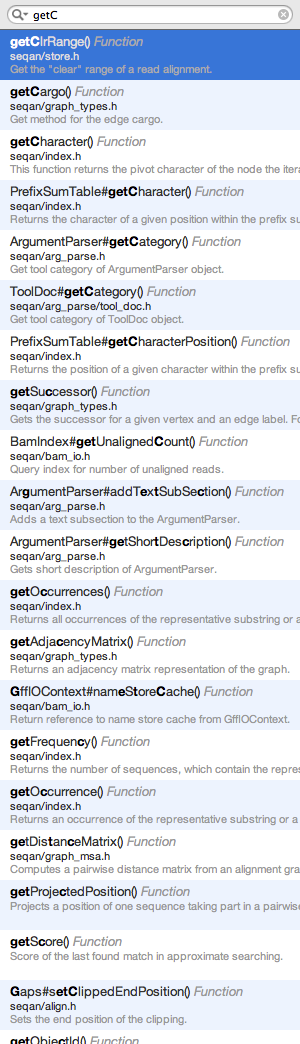 getC
getClrRange() Function
seqan/store.h
Get the "clear" range of a read alignment.
getCargo() Function
seqan/graph_types.h
Get method for the edge cargo.
getCharacter() Function
seqan/index.h
This function returns the pivot character of the node the itera
PrefixSumTable#getCharacter() Function
seqan/index.h
Returns the character of a given position within the prefix su
ArgumentParser#getCategory() Function
seqan/arg_parse.h
Get tool category of ArgumentParser object.
ToolDoc#getCategory() Function
seqan/arg_parse/tool_doc.h
Get tool category of ToolDoc object.
PrefixSumTable#getCharacterPosition() Function
seqan/index.h
Returns the position of a given character within the prefix su
getSuccessor() Function
seqan/graph_types.h
Gets the successor for a given vertex and an edge label. Fo
BamIndex#getUnalignedCount() Function
seqan/bam_io.h
Query index for number of unaligned reads.
ArgumentParser#addTextSubSection() Function
seqan/arg_parse.h
Adds a text subsection to the ArgumentParser.
ArgumentParser#getShortDescription() Function
seqan/arg_parse.h
Gets short description of ArgumentParser.
getOccurrences() Function
seqan/index.h
Returns all occurrences of the representative substring or a
getAdjacencyMatrix() Function
seqan/graph_types.h
Returns an adjacency matrix representation of the graph.
GffIOContext#nameStoreCache() Function
seqan/bam_io.h
Return reference to name store cache from GffIOContext.
getFrequency() Function
seqan/index.h
Returns the number of sequences, which contain the repres
getOccurrence() Function
seqan/index.h
Returns an occurrence of the representative substring or a
getDistanceMatrix() Function
seqan/graph_msa.h
Computes a pairwise distance matrix from an alignment gra
getProjectedPosition() Function
Projects a position of one sequence taking part in a pairwise
getScore() Function
Score of the last found match in approximate searching.
Gaps#setClippedEndPosition() Function
seqan/align.h
Sets the end position of the clipping.
getObjectId() Function